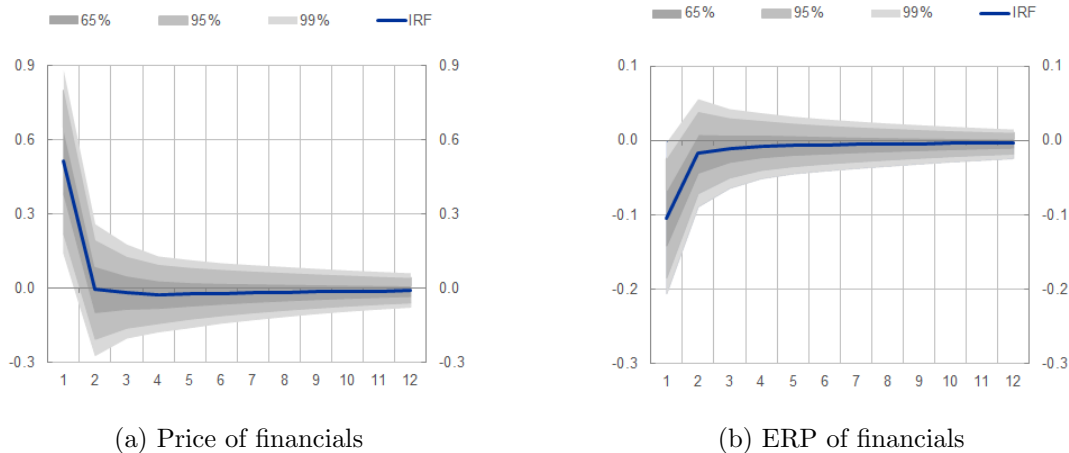 65% 95% 99% IRF
0.9 0.9
0.6 0.6
0.3 0.3
0.0 0.0
-0.3 -0.3
1 2 3 4 5 6 7 8 9 10 11 12
(a) Price of financials
65% 95% 99% IRF
0.1 0.1
0.0 0.0
-0.1 -0.1
-0.2 -0.2
-0.3 -0.3
1 2 3 4 5 6 7 8 9 10 11 12
(b) ERP of financials